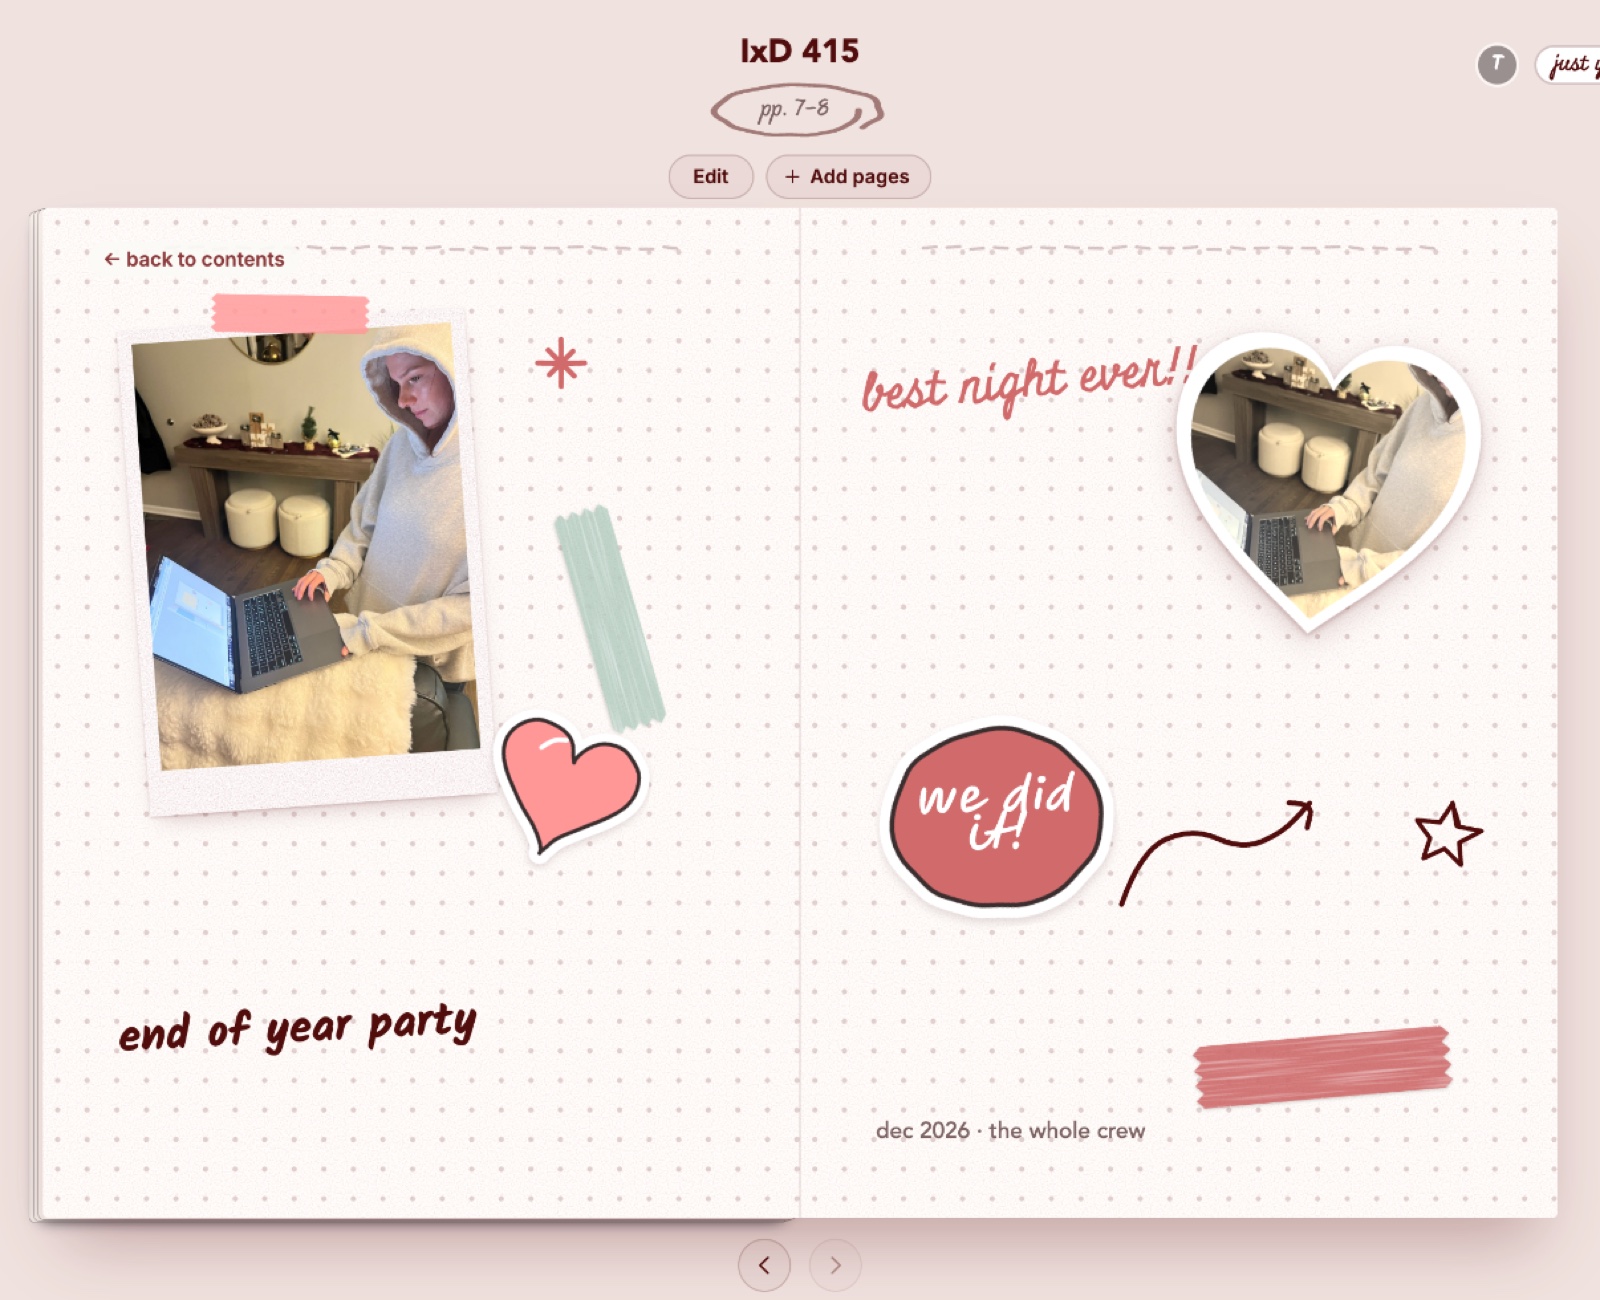 IxD 415
T
just
pp. 7-8
Edit
+ Add pages
← back to contents
best night ever!!
we did
it!
end of year party
dec 2026 · the whole crew